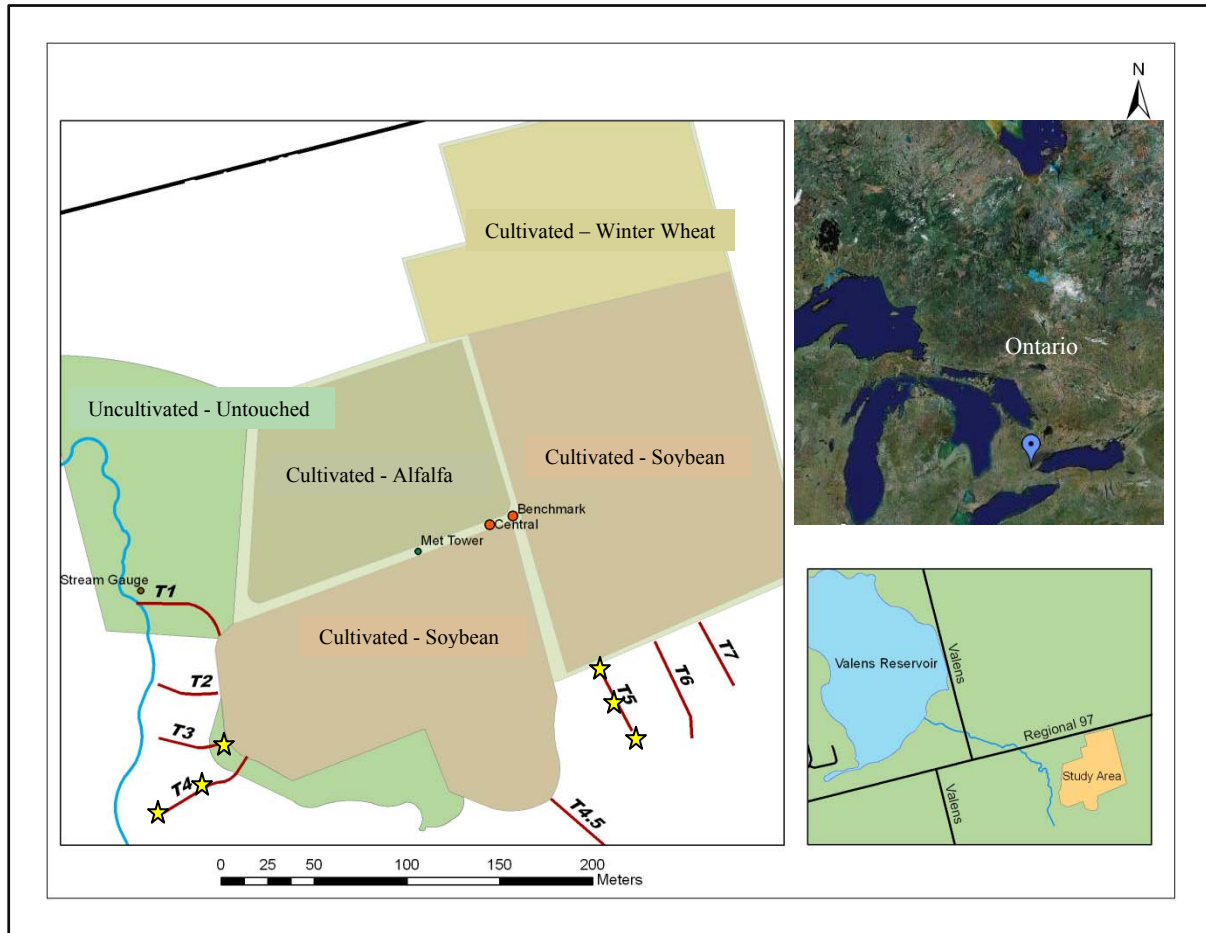 N
Cultivated – Winter Wheat
Ontario
Uncultivated - Untouched
Cultivated - Soybean
Cultivated - Alfalfa
Benchmark
Central
Met Tower
Stream Gauge
T1
Cultivated - Soybean
T7
T6
T5
T2
T3
T4
T4.5
Valens Reservoir
Valens
Regional 97
Study Area
Valens
0 25 50 100 150 200
Meters